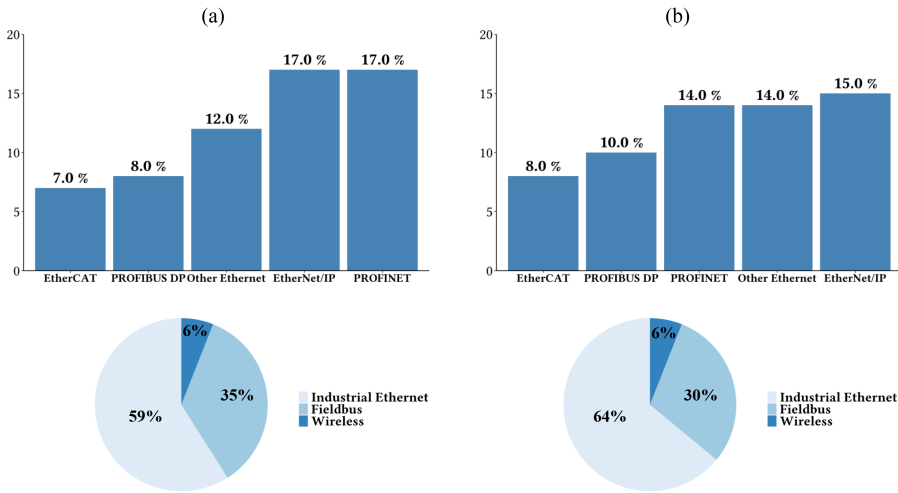 (a)
20
15
10
5
0
7.0 %
8.0 %
12.0 %
17.0 %
17.0 %
EtherCAT
PROFIBUS DP
Other Ethernet
EtherNet/IP
PROFINET
6%
35%
59%
Industrial Ethernet
Fieldbus
Wireless
(b)
20
15
10
5
0
8.0 %
10.0 %
14.0 %
14.0 %
15.0 %
EtherCAT
PROFIBUS DP
PROFINET
Other Ethernet
EtherNet/IP
6%
30%
64%
Industrial Ethernet
Fieldbus
Wireless